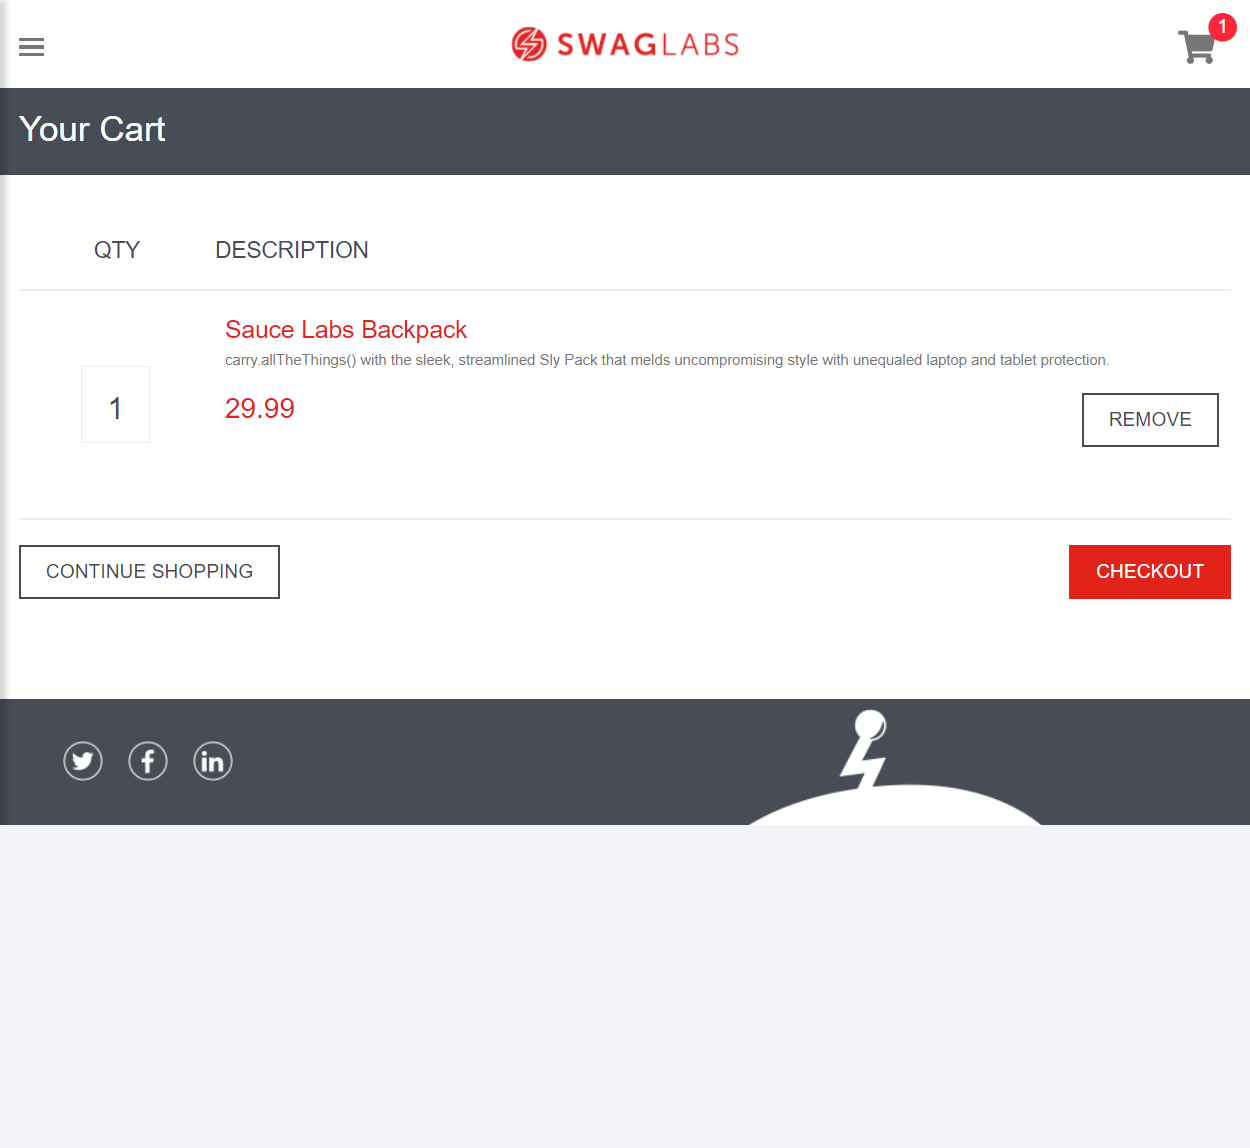 SWAGLABS
1
Your Cart
QTY DESCRIPTION
Sauce Labs Backpack
carry.allTheThings() with the sleek, streamlined Sly Pack that melds uncompromising style with unequaled laptop and tablet protection.
1
29.99
REMOVE
CONTINUE SHOPPING
CHECKOUT